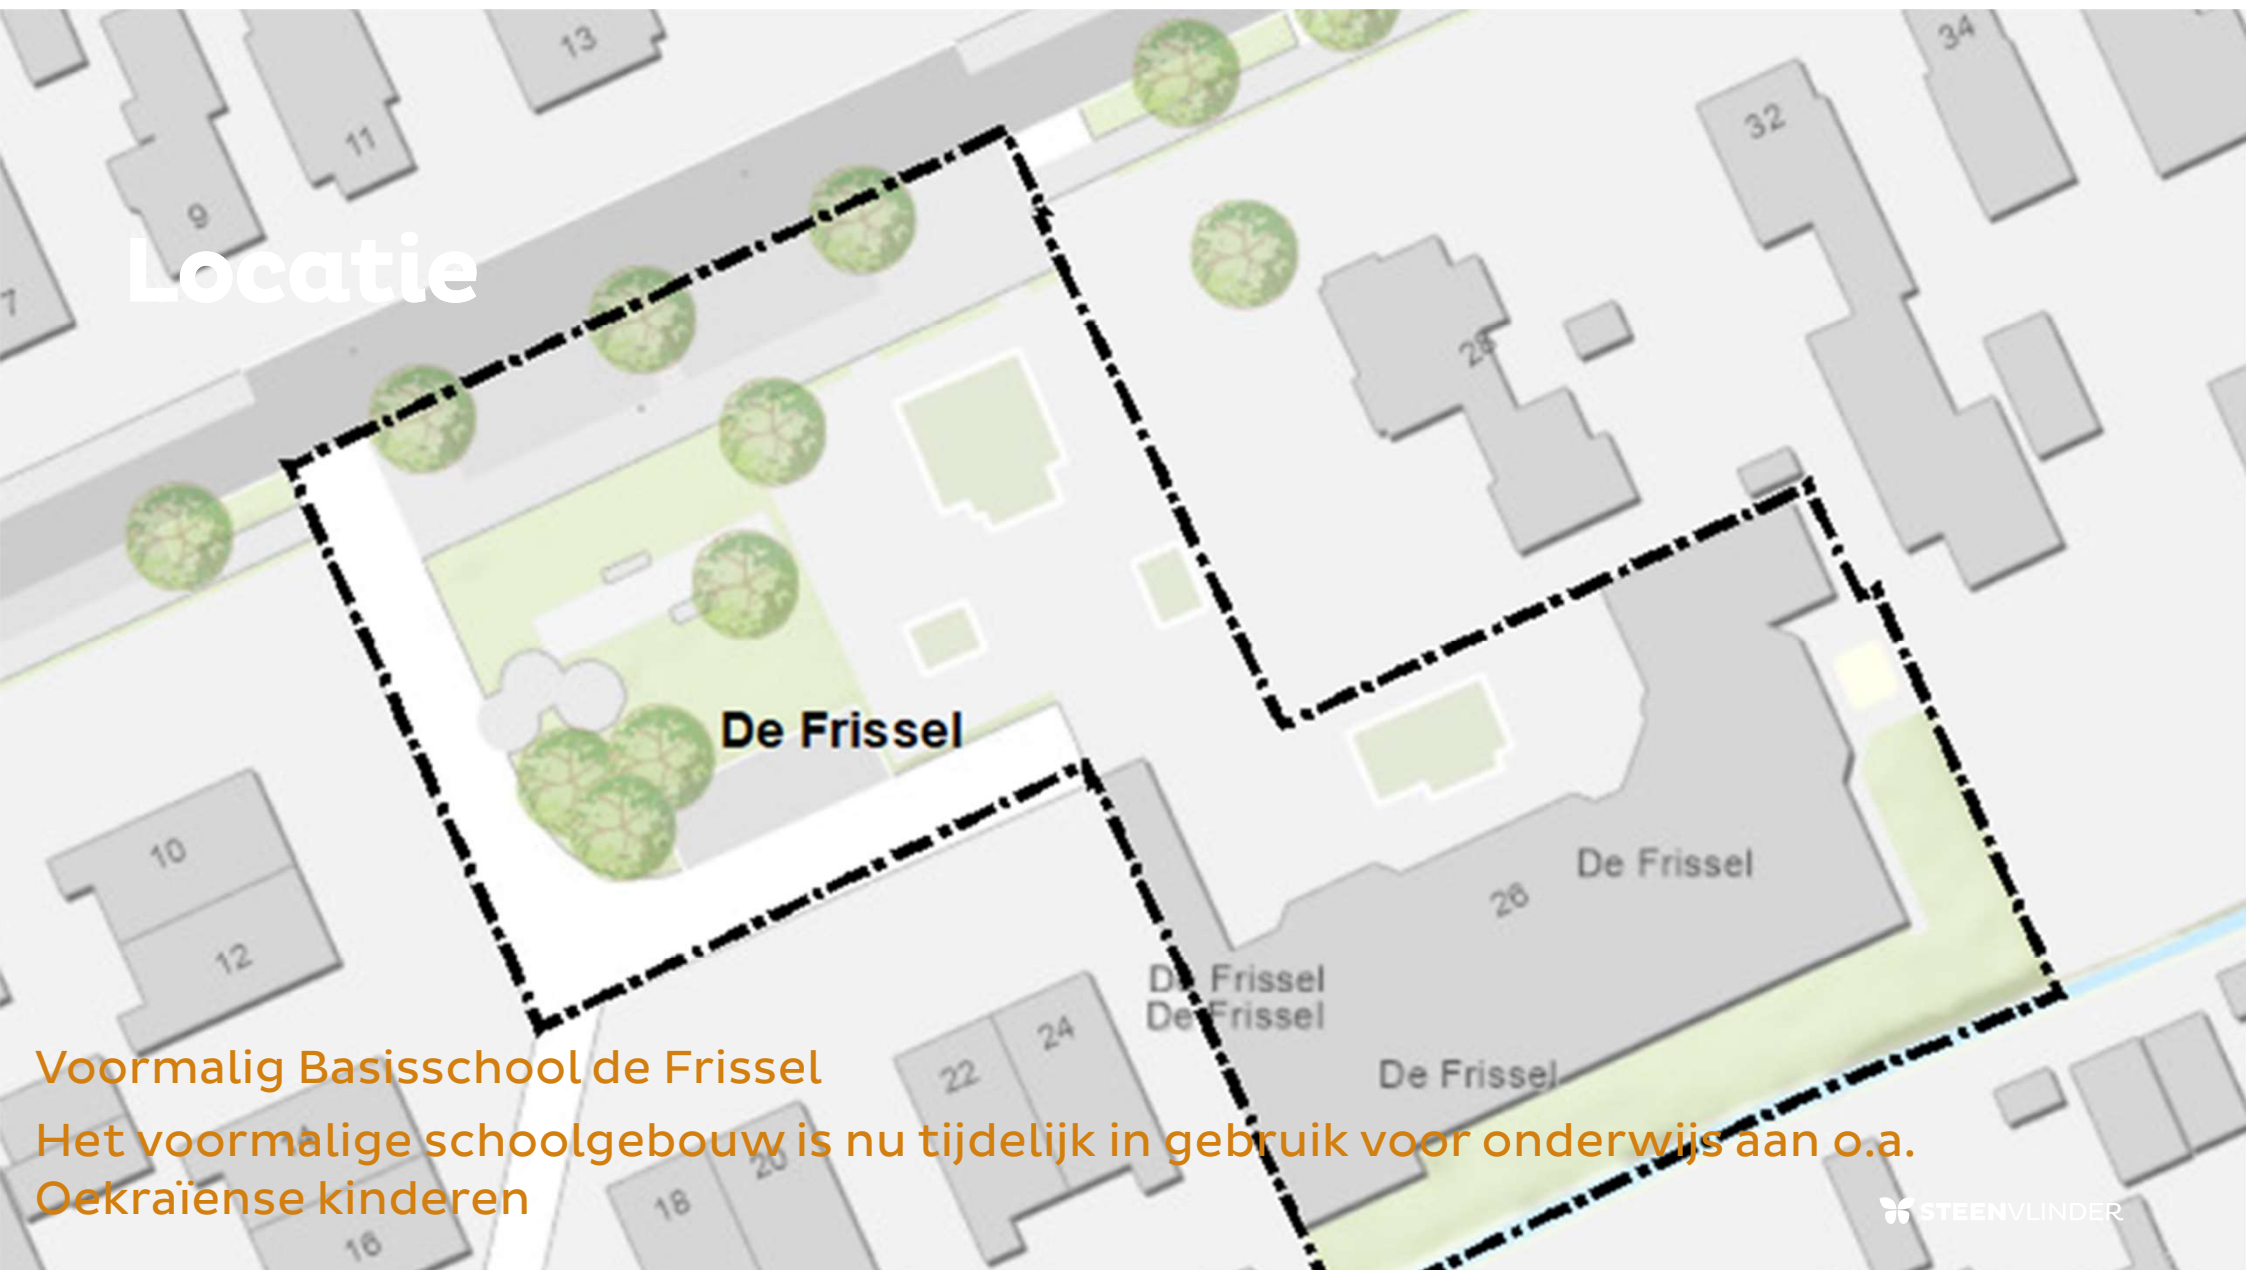 13
34
11
32
9
Locatie
7
28
De Frissel
10
De Frissel
26
12
De Frissel
De Frissel
24
22
De Frissel
Voormalig Basisschool de Frissel
Het voormalige schoolgebouw is nu tijdelijk in gebruik voor onderwijs aan o.a.
Oekraïense kinderen
14
20
18
16
STEENVLINDER